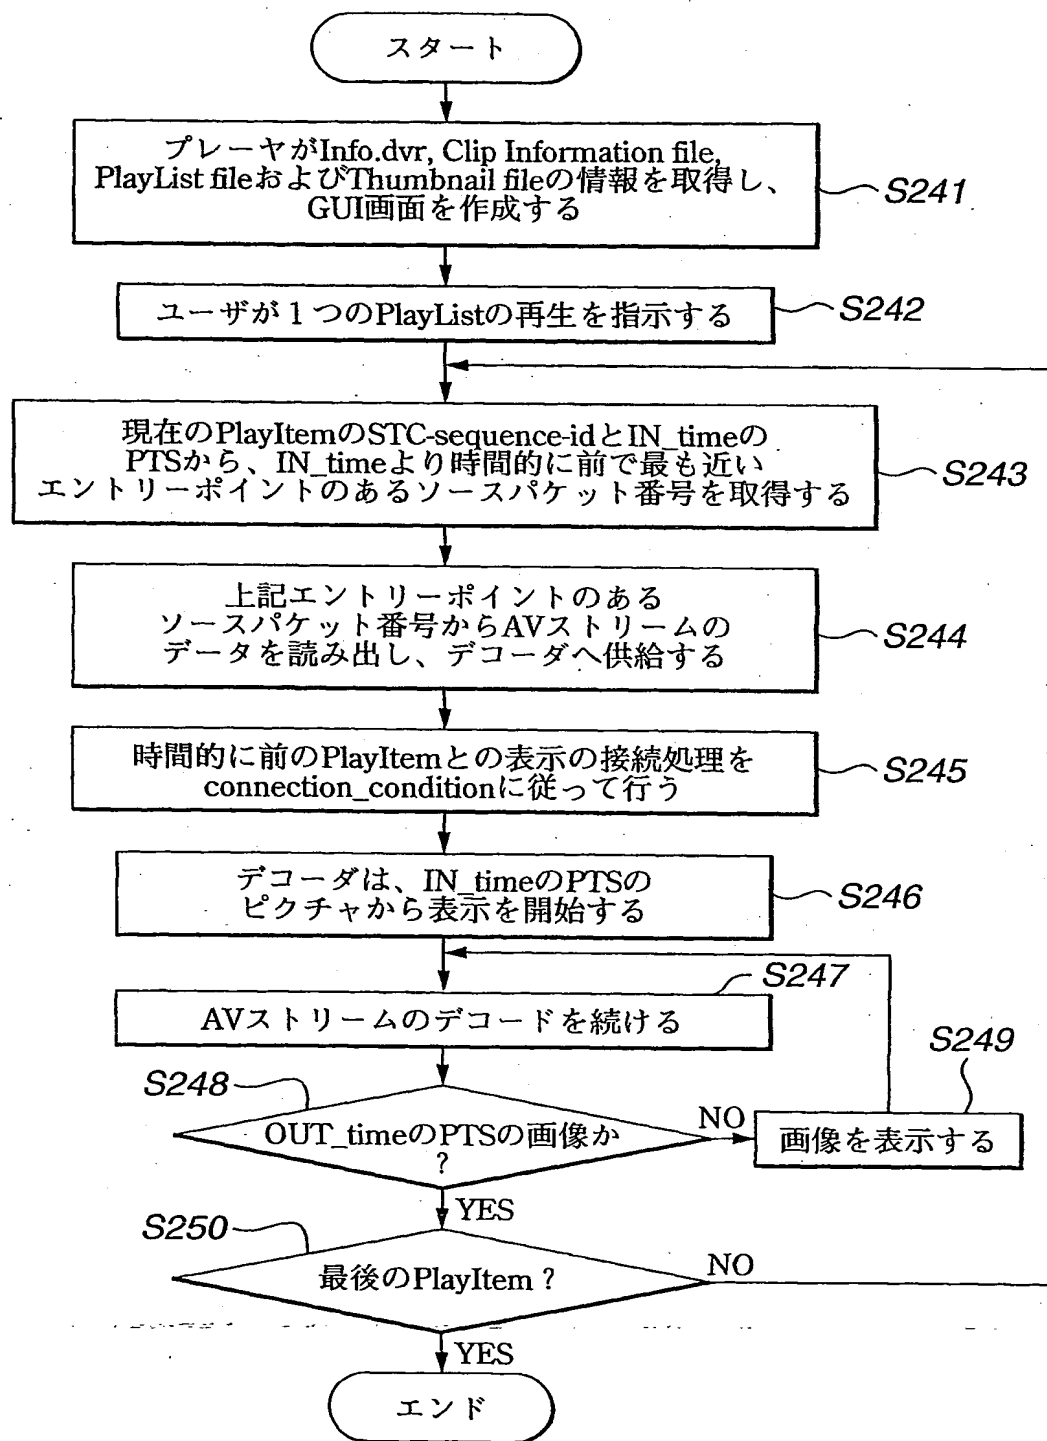 スタート
プレーヤがInfo.dvr, Clip Information file,
PlayList fileおよびThumbnail fileの情報を取得し、
GUI画面を作成する
S241
ユーザが1つのPlayListの再生を指示する
S242
現在のPlayItemのSTC-sequence-idとIN_timeの
PTSから、IN_timeより時間的に前で最も近い
エントリーポイントのあるソースパケット番号を取得する
S243
上記エントリーポイントのある
ソースパケット番号からAVストリームの
データを読み出し、デコーダへ供給する
S244
時間的に前のPlayItemとの表示の接続処理を
connection_conditionに従って行う
S245
デコーダは、IN_timeのPTSの
ピクチャから表示を開始する
S246
AVストリームのデコードを続ける
S247
S248
OUT_timeのPTSの画像か
?
NO
画像を表示する
S249
YES
S250
最後のPlayItem?
NO
YES
エンド